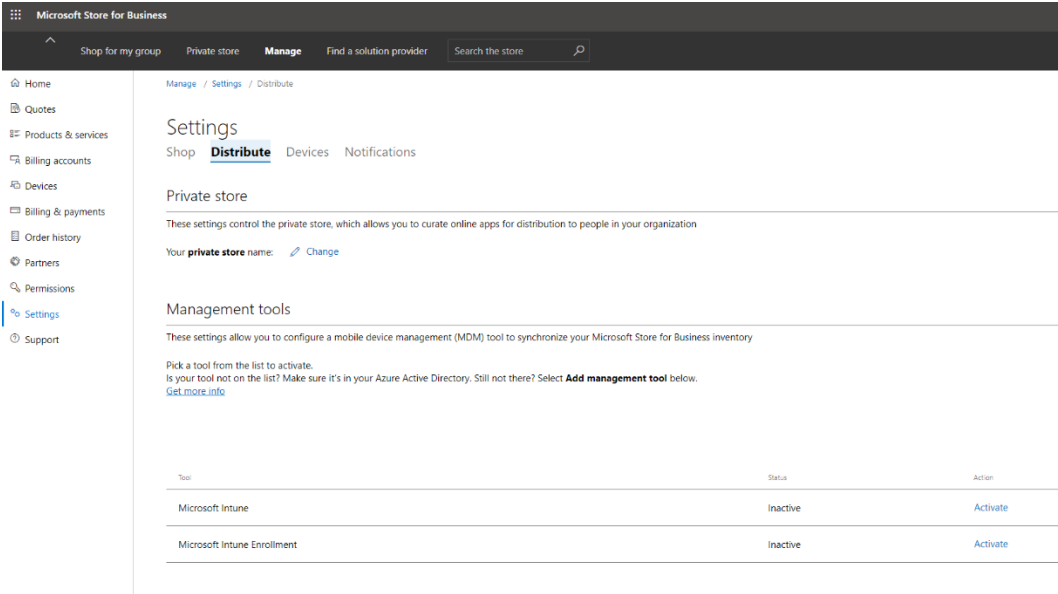 Microsoft Store for Business
Shop for my group Private store Manage Find a solution provider Search the store
Home
Quotes
Products & services
Billing accounts
Devices
Billing & payments
Order history
Partners
Permissions
Settings
Support
Manage / Settings / Distribute
Settings
Shop Distribute Devices Notifications
Private store
These settings control the private store, which allows you to curate online apps for distribution to people in your organization
Your private store name: Change
Management tools
These settings allow you to configure a mobile device management (MDM) tool to synchronize your Microsoft Store for Business inventory
Pick a tool from the list to activate.
Is your tool not on the list? Make sure it's in your Azure Active Directory. Still not there? Select Add management tool below.
Get more info
Tool Status Action
Microsoft Intune Inactive Activate
Microsoft Intune Enrollment Inactive Activate